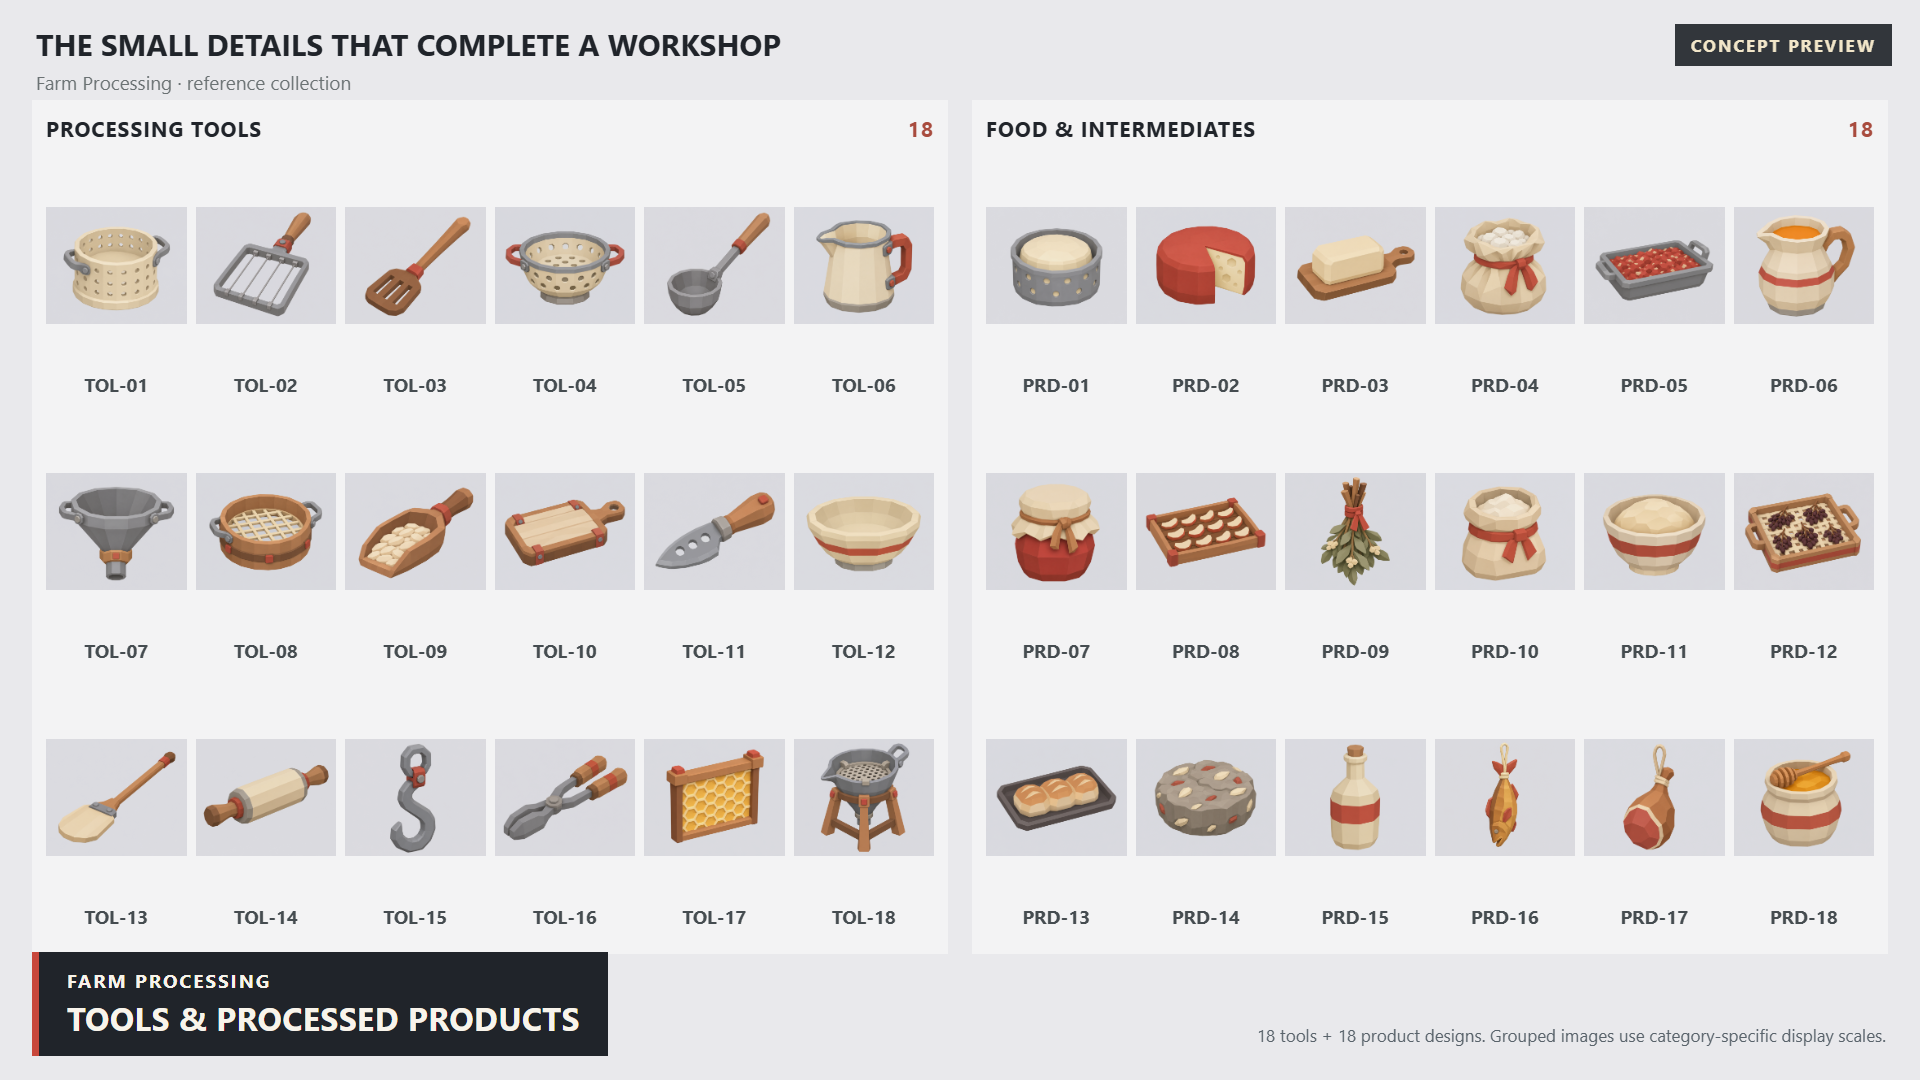 THE SMALL DETAILS THAT COMPLETE A WORKSHOP
CONCEPT PREVIEW
Farm Processing · reference collection
PROCESSING TOOLS 18
TOL-01 TOL-02 TOL-03 TOL-04 TOL-05 TOL-06
TOL-07 TOL-08 TOL-09 TOL-10 TOL-11 TOL-12
TOL-13 TOL-14 TOL-15 TOL-16 TOL-17 TOL-18
FOOD & INTERMEDIATES 18
PRD-01 PRD-02 PRD-03 PRD-04 PRD-05 PRD-06
PRD-07 PRD-08 PRD-09 PRD-10 PRD-11 PRD-12
PRD-13 PRD-14 PRD-15 PRD-16 PRD-17 PRD-18
FARM PROCESSING
TOOLS & PROCESSED PRODUCTS
18 tools + 18 product designs. Grouped images use category-specific display scales.